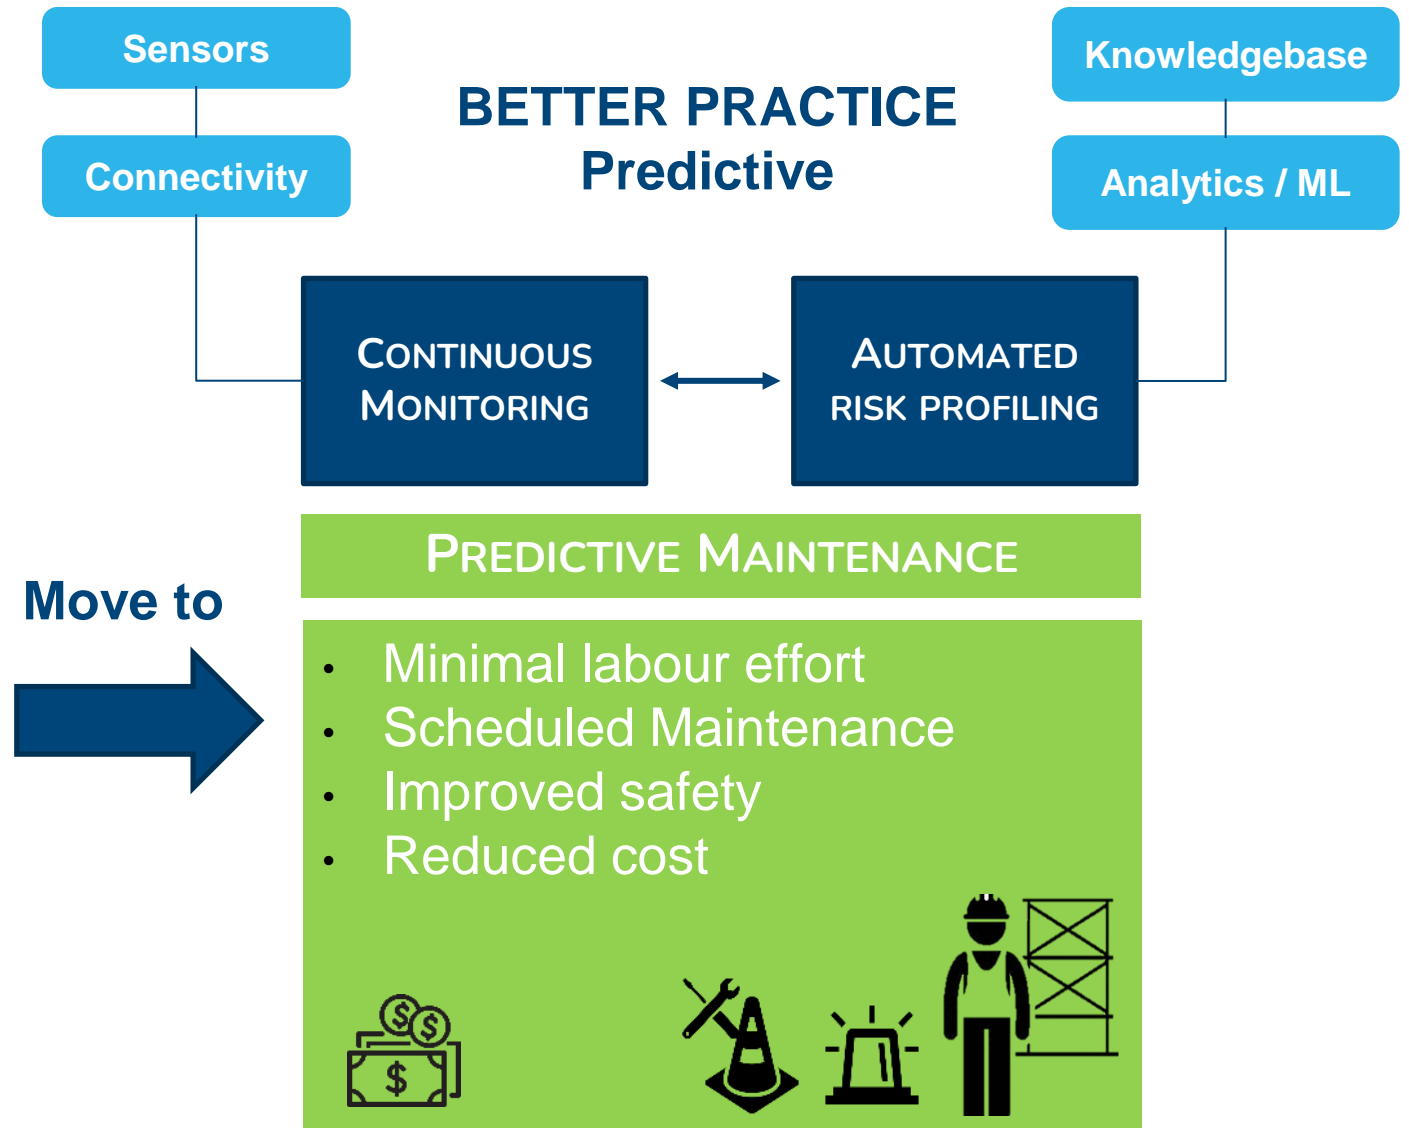 Sensors
Connectivity
BETTER PRACTICE
Predictive
Knowledgebase
Analytics / ML
CONTINUOUS
MONITORING
AUTOMATED
RISK PROFILING
PREDICTIVE MAINTENANCE
Move to
• Minimal labour effort
• Scheduled Maintenance
• Improved safety
• Reduced cost
$ $
$